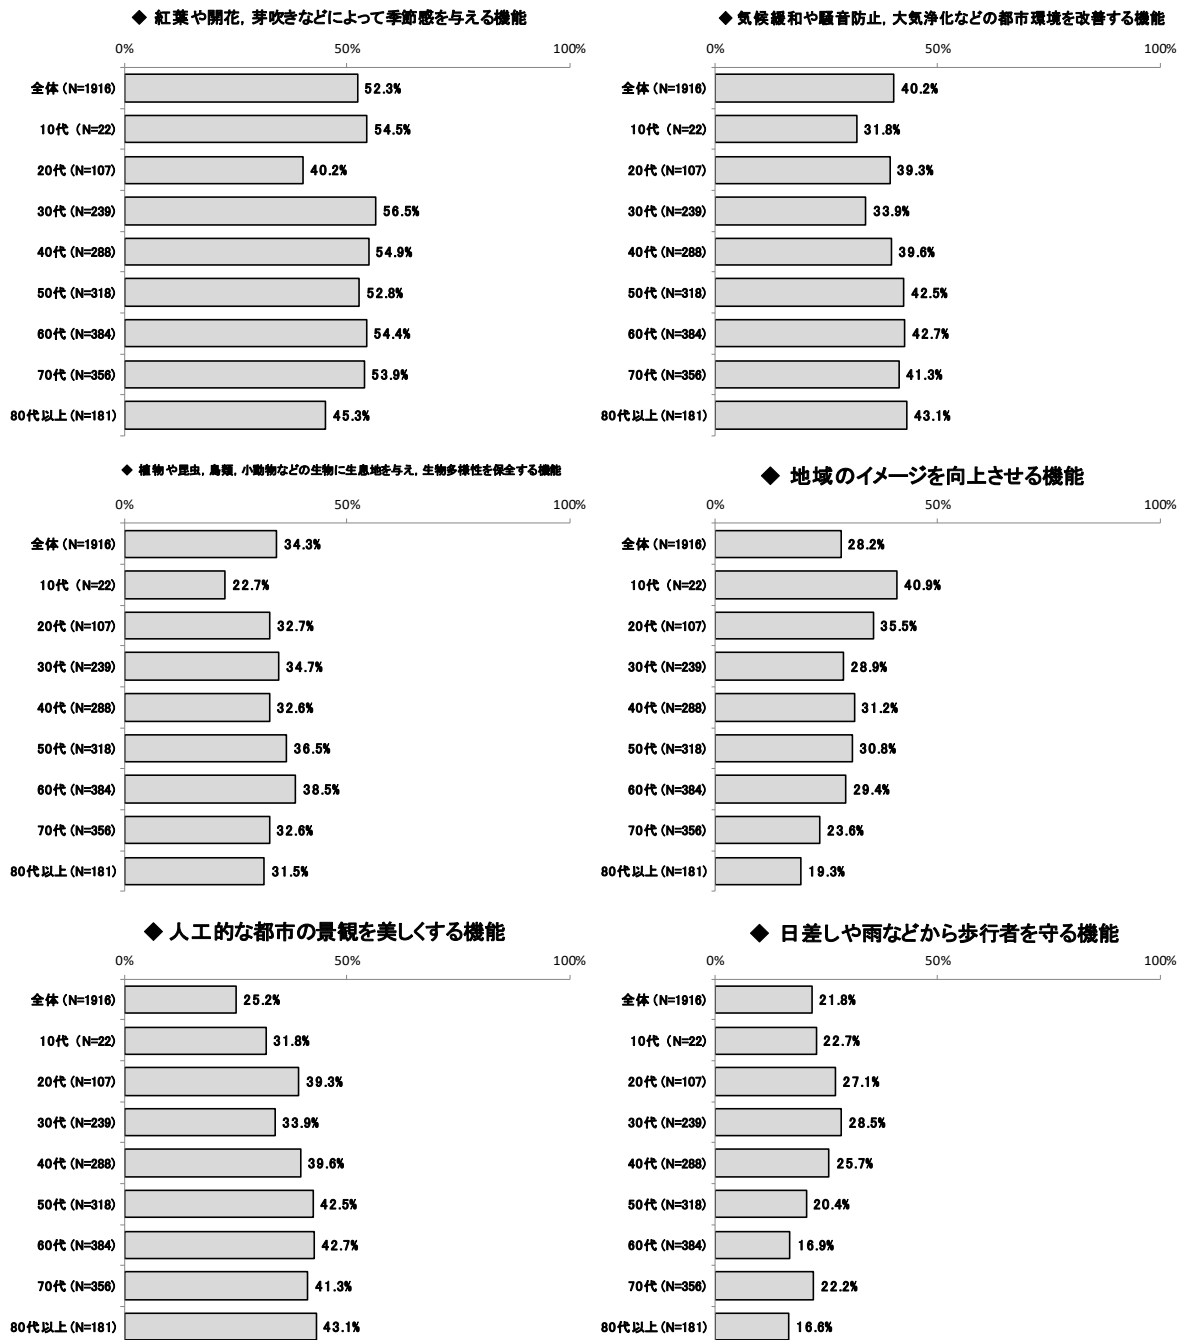 ◆ 紅葉や開花，芽吹きなどによって季節感を与える機能
0% 50% 100%
全体 (N=1916) 52.3%
10代 (N=22) 54.5%
20代 (N=107) 40.2%
30代 (N=239) 56.5%
40代 (N=288) 54.9%
50代 (N=318) 52.8%
60代 (N=384) 54.4%
70代 (N=356) 53.9%
80代以上 (N=181) 45.3%
◆ 気候緩和や騒音防止，大気浄化などの都市環境を改善する機能
0% 50% 100%
全体 (N=1916) 40.2%
10代 (N=22) 31.8%
20代 (N=107) 39.3%
30代 (N=239) 33.9%
40代 (N=288) 39.6%
50代 (N=318) 42.5%
60代 (N=384) 42.7%
70代 (N=356) 41.3%
80代以上 (N=181) 43.1%
◆ 植物や昆虫，鳥類，小動物などの生物に生息地を与え，生物多様性を保全する機能
0% 50% 100%
全体 (N=1916) 34.3%
10代 (N=22) 22.7%
20代 (N=107) 32.7%
30代 (N=239) 34.7%
40代 (N=288) 32.6%
50代 (N=318) 36.5%
60代 (N=384) 38.5%
70代 (N=356) 32.6%
80代以上 (N=181) 31.5%
◆ 地域のイメージを向上させる機能
0% 50% 100%
全体 (N=1916) 28.2%
10代 (N=22) 40.9%
20代 (N=107) 35.5%
30代 (N=239) 28.9%
40代 (N=288) 31.2%
50代 (N=318) 30.8%
60代 (N=384) 29.4%
70代 (N=356) 23.6%
80代以上 (N=181) 19.3%
◆ 人工的な都市の景観を美しくする機能
0% 50% 100%
全体 (N=1916) 25.2%
10代 (N=22) 31.8%
20代 (N=107) 39.3%
30代 (N=239) 33.9%
40代 (N=288) 39.6%
50代 (N=318) 42.5%
60代 (N=384) 42.7%
70代 (N=356) 41.3%
80代以上 (N=181) 43.1%
◆ 日差しや雨などから歩行者を守る機能
0% 50% 100%
全体 (N=1916) 21.8%
10代 (N=22) 22.7%
20代 (N=107) 27.1%
30代 (N=239) 28.5%
40代 (N=288) 25.7%
50代 (N=318) 20.4%
60代 (N=384) 16.9%
70代 (N=356) 22.2%
80代以上 (N=181) 16.6%